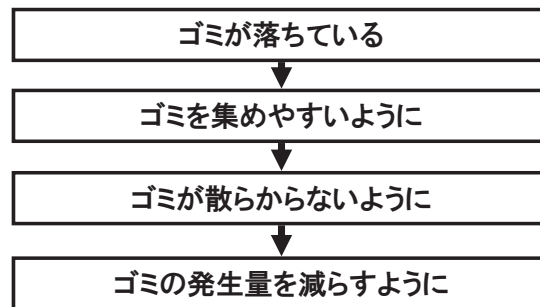 ゴミが落ちている
ゴミを集めやすいように
ゴミが散らからないように
ゴミの発生量を減らすように